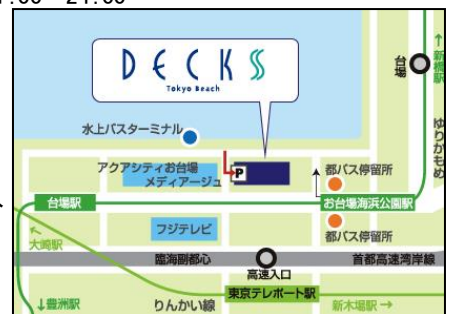 DECKS
Tokyo Beach
台場
↑新橋駅
ゆりかもめ
水上バスターミナル
アクアシティお台場
メディアージュ
P
都バス停留所
台場駅
お台場海浜公園駅
フジテレビ
都バス停留所
大崎駅
臨海副都心
高速入口
首都高速湾岸線
東京テレポート駅
↓豊洲駅
りんかい線
新木場駅→